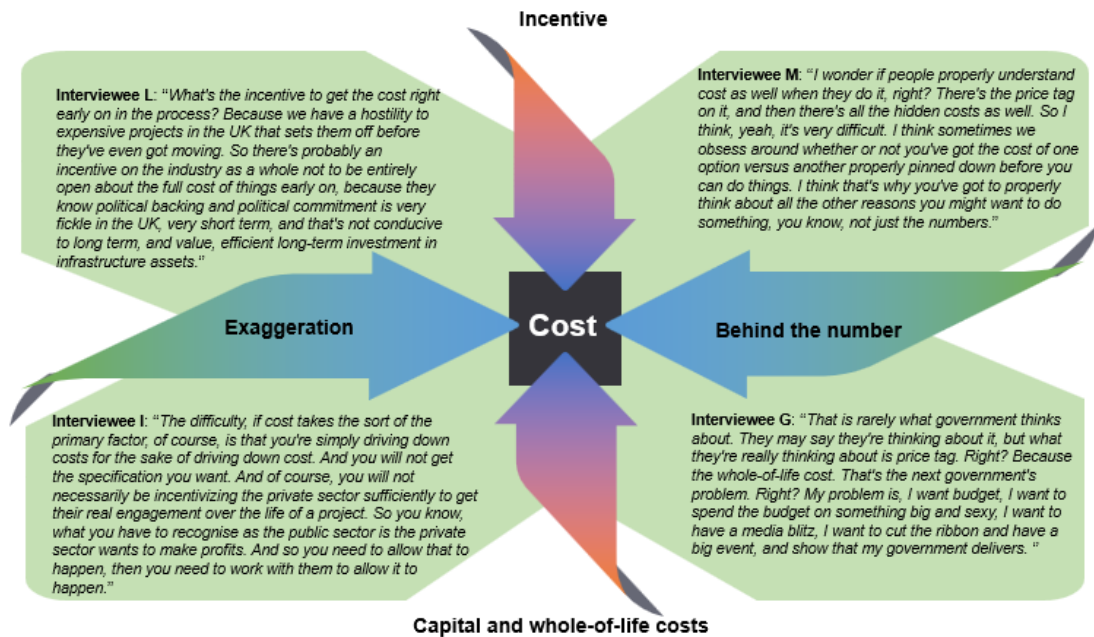 Incentive
Interviewee L: “What's the incentive to get the cost right
early on in the process? Because we have a hostility to
expensive projects in the UK that sets them off before
they've even got moving. So there's probably an
incentive on the industry as a whole not to be entirely
open about the full cost of things early on, because they
know political backing and political commitment is very
fickle in the UK, very short term, and that's not conducive
to long term, and value, efficient long-term investment in
infrastructure assets.”
Interviewee M: “I wonder if people properly understand
cost as well when they do it, right? There's the price tag
on it, and then there's all the hidden costs as well. So I
think, yeah, it's very difficult. I think sometimes we
obsess around whether or not you've got the cost of one
option versus another properly pinned down before you
can do things. I think that's why you've got to properly
think about all the other reasons you might want to do
something, you know, not just the numbers.”
Exaggeration
Cost
Behind the number
Interviewee I: “The difficulty, if cost takes the sort of the
primary factor, of course, is that you're simply driving down
costs for the sake of driving down cost. And you will not get
the specification you want. And of course, you will not
necessarily be incentivizing the private sector sufficiently to get
their real engagement over the life of a project. So you know,
what you have to recognise as the public sector is the private
sector wants to make profits. And so you need to allow that to
happen, then you need to work with them to allow it to
happen.”
Interviewee G: “That is rarely what government thinks
about. They may say they're thinking about it, but what
they're really thinking about is price tag. Right? Because
the whole-of-life cost. That's the next government's
problem. Right? My problem is, I want budget, I want to
spend the budget on something big and sexy, I want to
have a media blitz, I want to cut the ribbon and have a
big event, and show that my government delivers. ”
Capital and whole-of-life costs